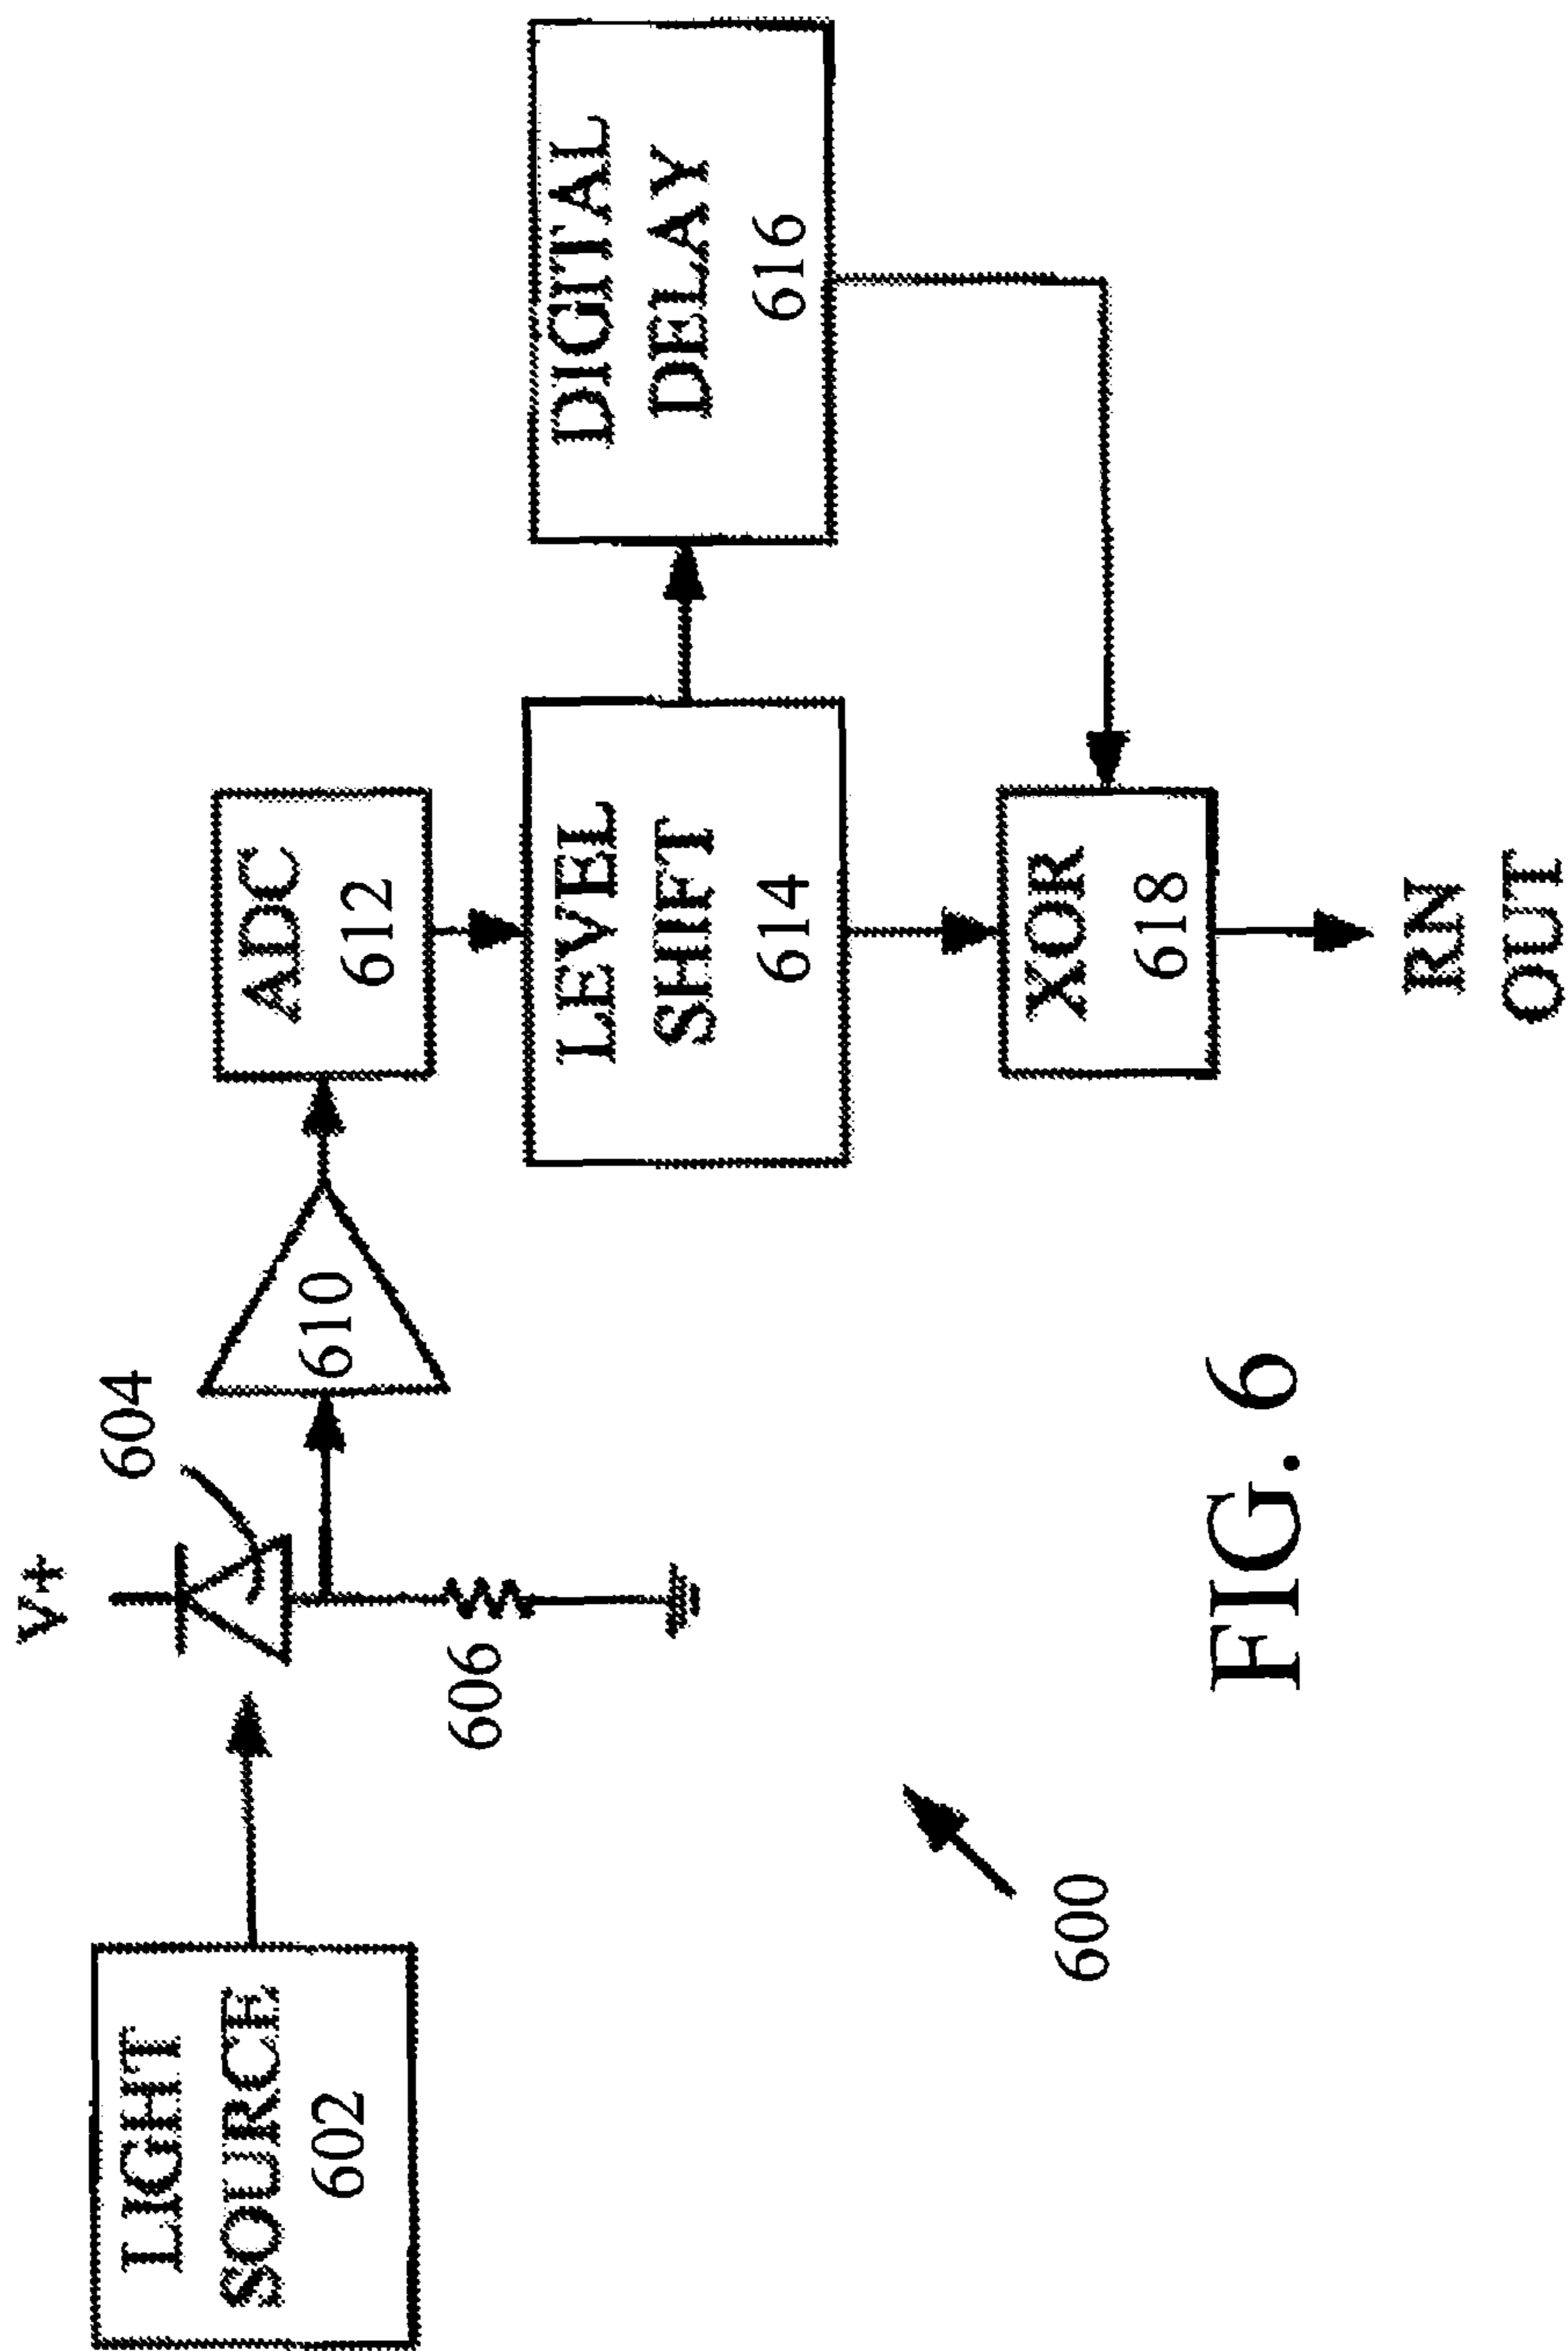 LIGHT
SOURCE
602
V+
604
606
610
ADC
612
LEVEL
SHIFT
614
DIGITAL
DELAY
616
XOR
618
RN
OUT
600
FIG. 6